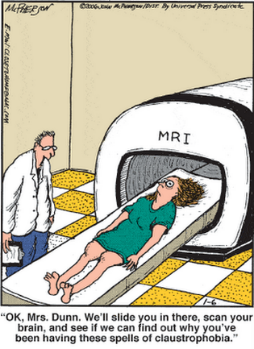 McPHERSON
©2006 JOHN McPHERSON/DIST. BY UNIVERSAL PRESS SYNDICATE
MRI
1-6
"OK, Mrs. Dunn. We'll slide you in there, scan your
brain, and see if we can find out why you've
been having these spells of claustrophobia."